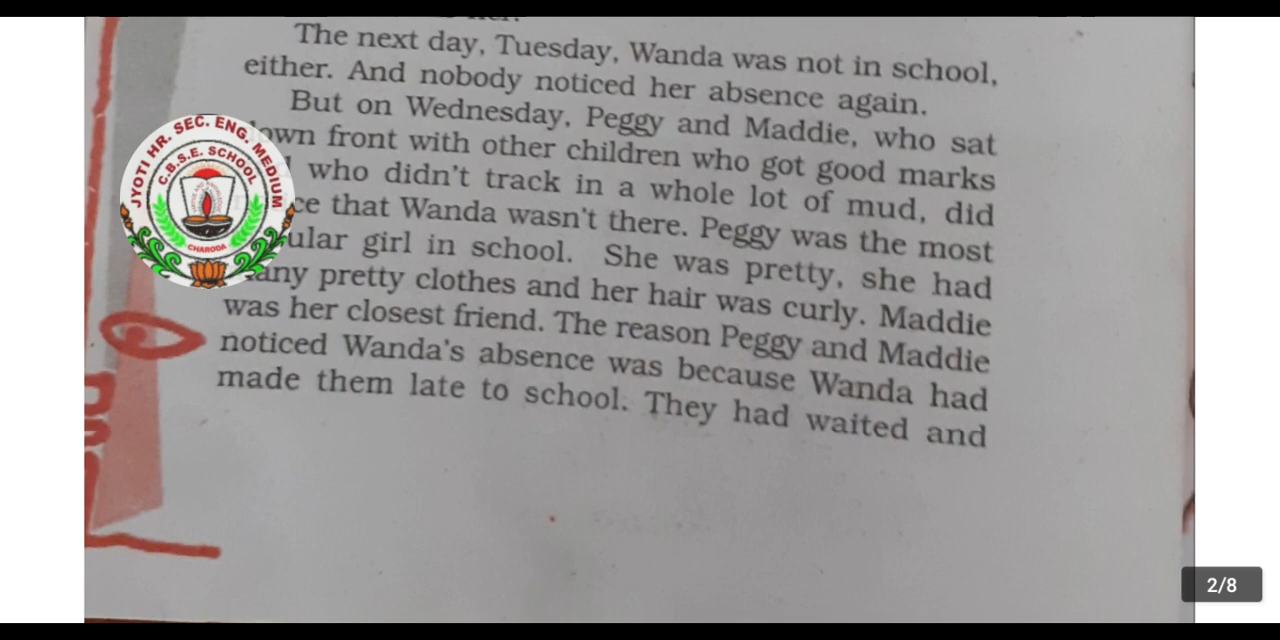 The next day, Tuesday, Wanda was not in school,
either. And nobody noticed her absence again.
But on Wednesday, Peggy and Maddie, who sat
own front with other children who got good marks
who didn't track in a whole lot of mud, did
ce that Wanda wasn't there. Peggy was the most
ular girl in school. She was pretty, she had
any pretty clothes and her hair was curly. Maddie
was her closest friend. The reason Peggy and Maddie
noticed Wanda's absence was because Wanda had
made them late to school. They had waited and
JYOTI HR. SEC. ENG. MEDIUM
C.B.S.E. SCHOOL
CHARODA
2/8